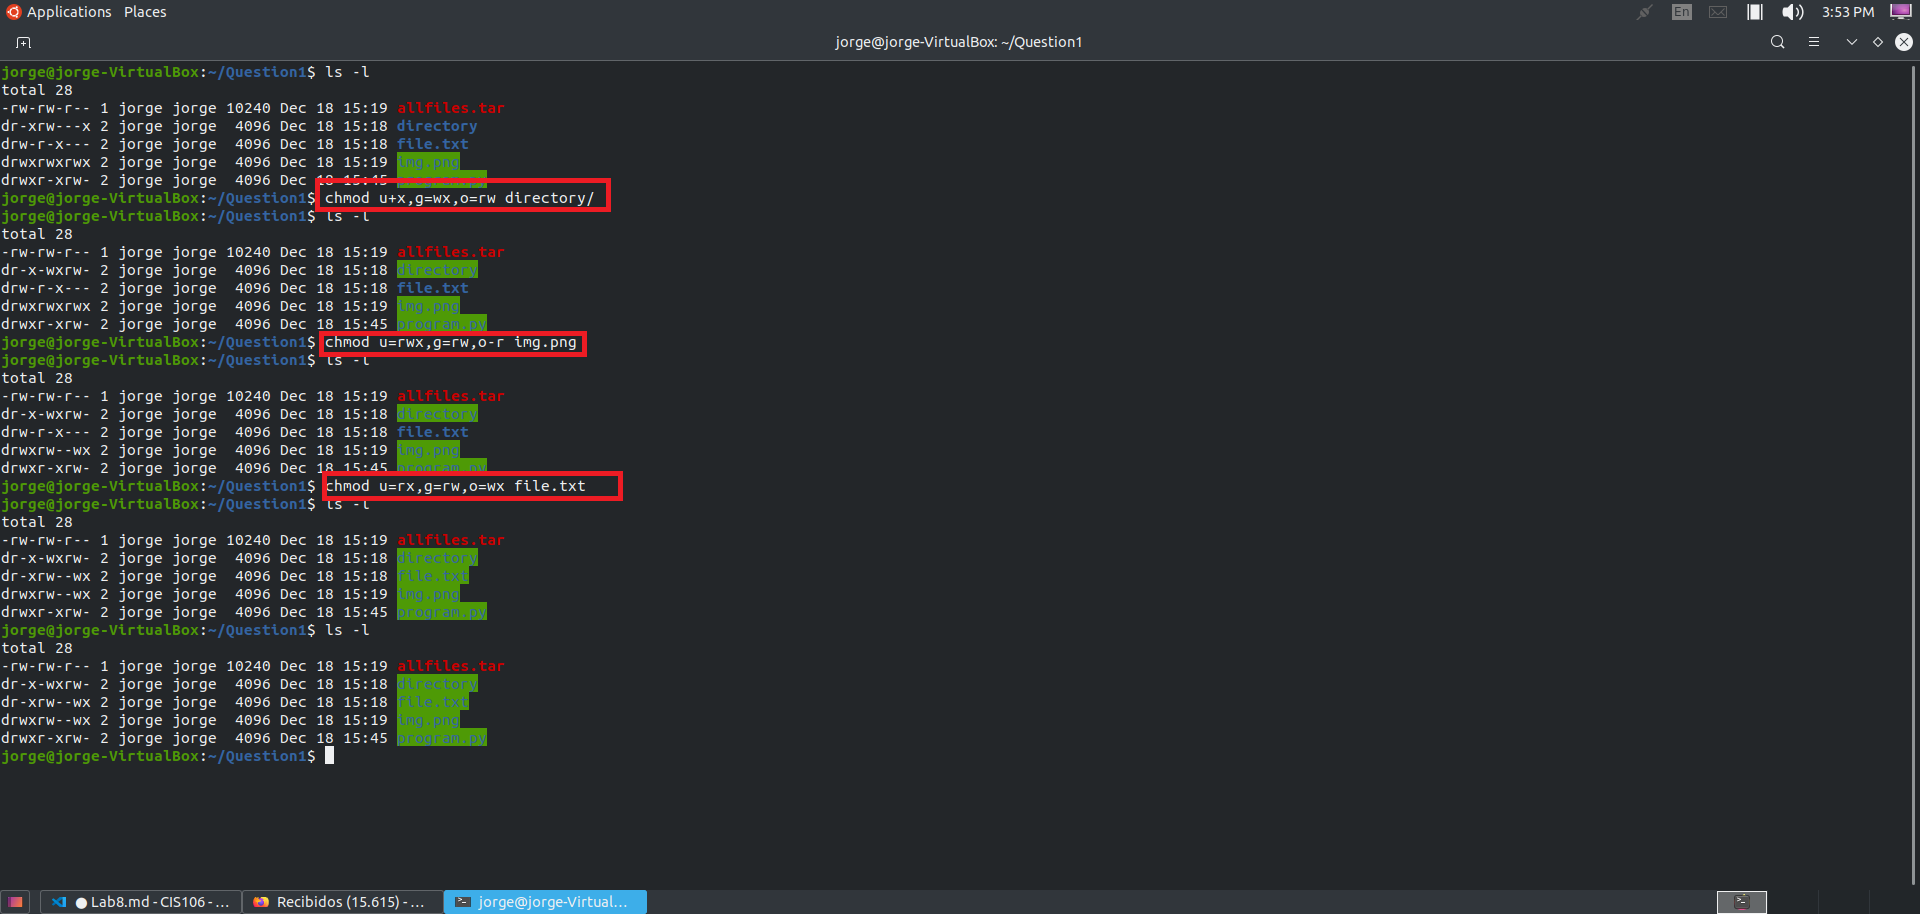 Applications Places
En 3:53 PM
jorge@jorge-VirtualBox: ~/Question1
jorge@jorge-VirtualBox:~/Question1$ ls -l
total 28
-rw-rw-r-- 1 jorge jorge 10240 Dec 18 15:19 allfiles.tar
dr-xrw---x 2 jorge jorge  4096 Dec 18 15:18 directory
drw-r-x--- 2 jorge jorge  4096 Dec 18 15:18 file.txt
drwxrwxrwx 2 jorge jorge  4096 Dec 18 15:19 img.png
drwxr-xrw- 2 jorge jorge  4096 Dec 18 15:45 program.py
jorge@jorge-VirtualBox:~/Question1$ chmod u+x,g=wx,o=rw directory/
jorge@jorge-VirtualBox:~/Question1$ ls -l
total 28
-rw-rw-r-- 1 jorge jorge 10240 Dec 18 15:19 allfiles.tar
dr-x-wxrw- 2 jorge jorge  4096 Dec 18 15:18 directory
drw-r-x--- 2 jorge jorge  4096 Dec 18 15:18 file.txt
drwxrwxrwx 2 jorge jorge  4096 Dec 18 15:19 img.png
drwxr-xrw- 2 jorge jorge  4096 Dec 18 15:45 program.py
jorge@jorge-VirtualBox:~/Question1$ chmod u=rwx,g=rw,o-r img.png
jorge@jorge-VirtualBox:~/Question1$ ls -l
total 28
-rw-rw-r-- 1 jorge jorge 10240 Dec 18 15:19 allfiles.tar
dr-x-wxrw- 2 jorge jorge  4096 Dec 18 15:18 directory
drw-r-x--- 2 jorge jorge  4096 Dec 18 15:18 file.txt
drwxrw--wx 2 jorge jorge  4096 Dec 18 15:19 img.png
drwxr-xrw- 2 jorge jorge  4096 Dec 18 15:45 program.py
jorge@jorge-VirtualBox:~/Question1$ chmod u=rx,g=rw,o=wx file.txt
jorge@jorge-VirtualBox:~/Question1$ ls -l
total 28
-rw-rw-r-- 1 jorge jorge 10240 Dec 18 15:19 allfiles.tar
dr-x-wxrw- 2 jorge jorge  4096 Dec 18 15:18 directory
dr-xrw--wx 2 jorge jorge  4096 Dec 18 15:18 file.txt
drwxrw--wx 2 jorge jorge  4096 Dec 18 15:19 img.png
drwxr-xrw- 2 jorge jorge  4096 Dec 18 15:45 program.py
jorge@jorge-VirtualBox:~/Question1$ ls -l
total 28
-rw-rw-r-- 1 jorge jorge 10240 Dec 18 15:19 allfiles.tar
dr-x-wxrw- 2 jorge jorge  4096 Dec 18 15:18 directory
dr-xrw--wx 2 jorge jorge  4096 Dec 18 15:18 file.txt
drwxrw--wx 2 jorge jorge  4096 Dec 18 15:19 img.png
drwxr-xrw- 2 jorge jorge  4096 Dec 18 15:45 program.py
jorge@jorge-VirtualBox:~/Question1$
● Lab8.md - CIS106 - ... Recibidos (15.615) - ... jorge@jorge-Virtual...